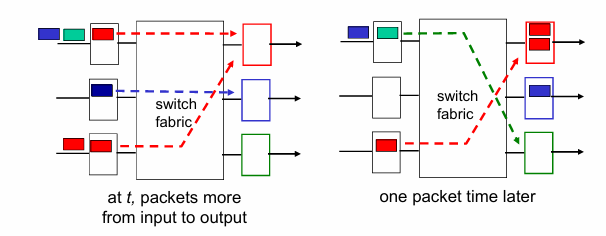 switch
fabric
at t, packets more
from input to output
switch
fabric
one packet time later